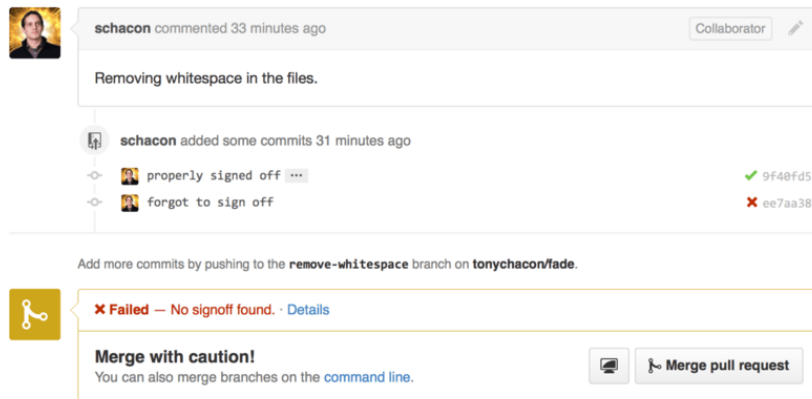 schacon commented 33 minutes ago
Collaborator
Removing whitespace in the files.
schacon added some commits 31 minutes ago
properly signed off ···
9f40fd5
forgot to sign off
ee7aa38
Add more commits by pushing to the remove-whitespace branch on tonychacon/fade.
Failed — No signoff found. · Details
Merge with caution!
You can also merge branches on the command line.
Merge pull request